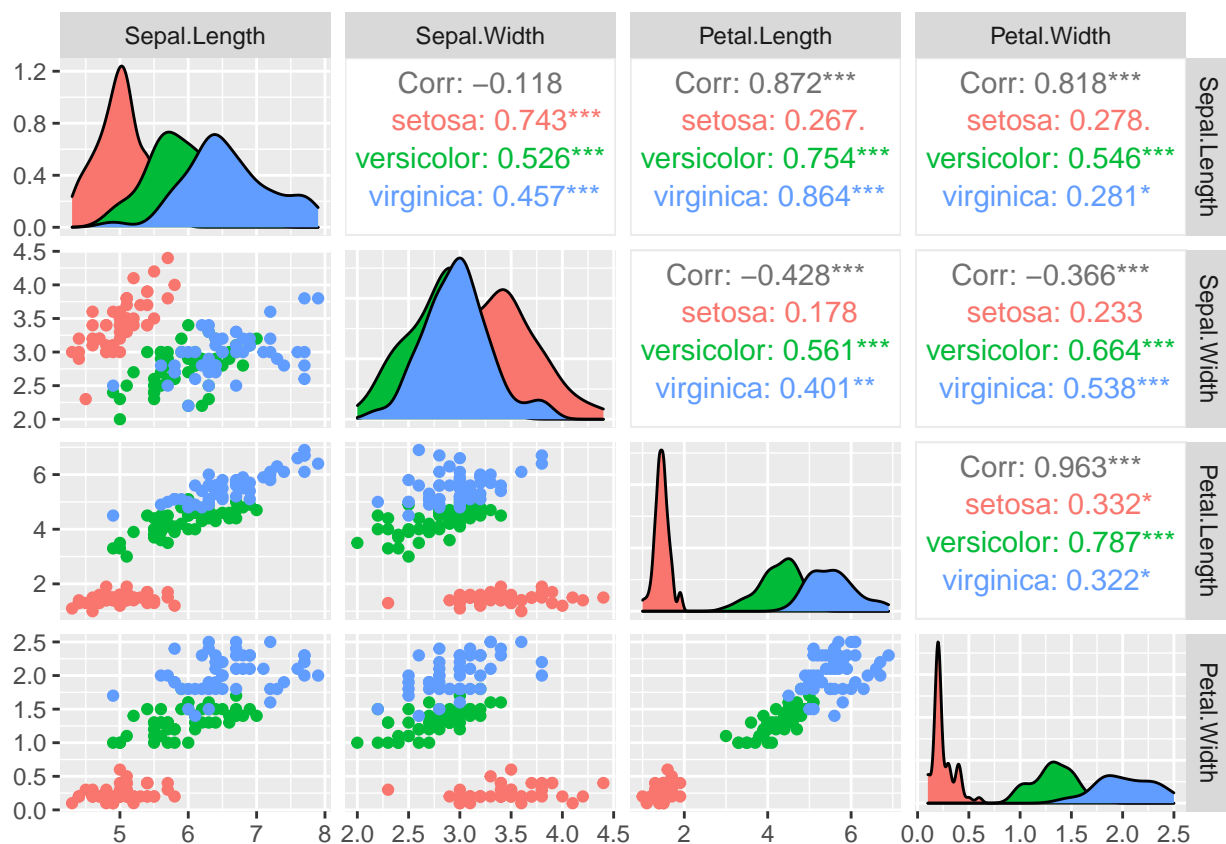 Sepal.Length
Sepal.Width
Petal.Length
Petal.Width
1.2
0.8
0.4
0.0
Corr: −0.118
setosa: 0.743***
versicolor: 0.526***
virginica: 0.457***
Corr: 0.872***
setosa: 0.267.
versicolor: 0.754***
virginica: 0.864***
Corr: 0.818***
setosa: 0.278.
versicolor: 0.546***
virginica: 0.281*
Sepal.Length
4.5
4.0
3.5
3.0
2.5
2.0
Corr: −0.428***
setosa: 0.178
versicolor: 0.561***
virginica: 0.401**
Corr: −0.366***
setosa: 0.233
versicolor: 0.664***
virginica: 0.538***
Sepal.Width
6
4
2
Corr: 0.963***
setosa: 0.332*
versicolor: 0.787***
virginica: 0.322*
Petal.Length
2.5
2.0
1.5
1.0
0.5
0.0
Petal.Width
5 6 7 8
2.0 2.5 3.0 3.5 4.0 4.5
2 4 6
0.0 0.5 1.0 1.5 2.0 2.5